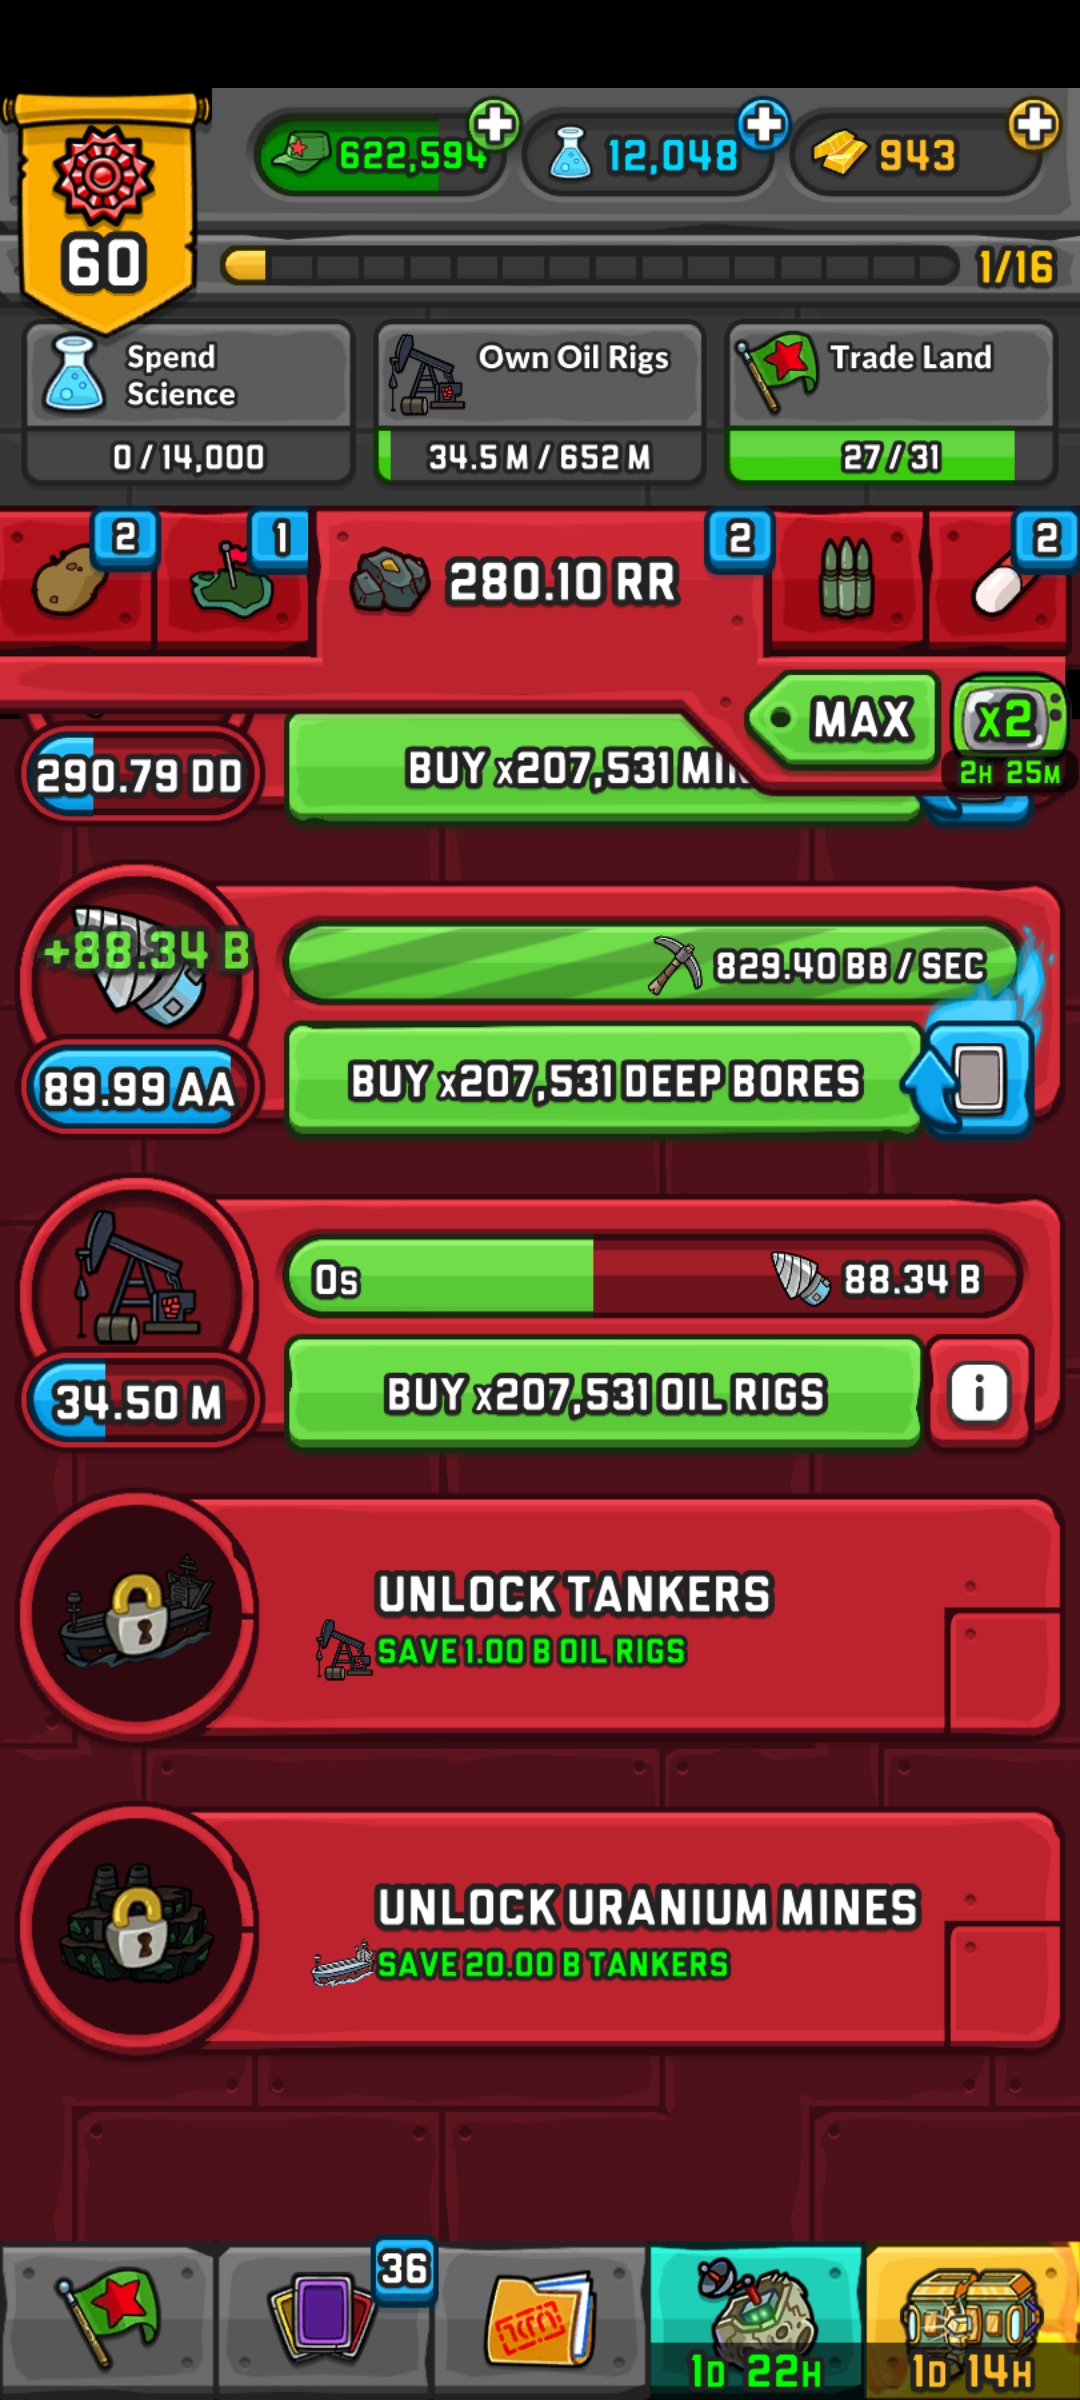 622,594
12,048
943
60
1/16
Spend
Science
0/14,000
Own Oil Rigs
34.5 M / 652 M
Trade Land
27/31
2
1
280.10 RR
2
2
MAX
x2
2H 25M
290.79 DD
BUY x207,531
+88.34 B
829.40 BB / SEC
89.99 AA
BUY x207,531 DEEP BORES
0s
88.34 B
34.50 M
BUY x207,531 OIL RIGS
i
UNLOCK TANKERS
SAVE 1.00 B OIL RIGS
UNLOCK URANIUM MINES
SAVE 20.00 B TANKERS
36
1D 22H
1D 14H